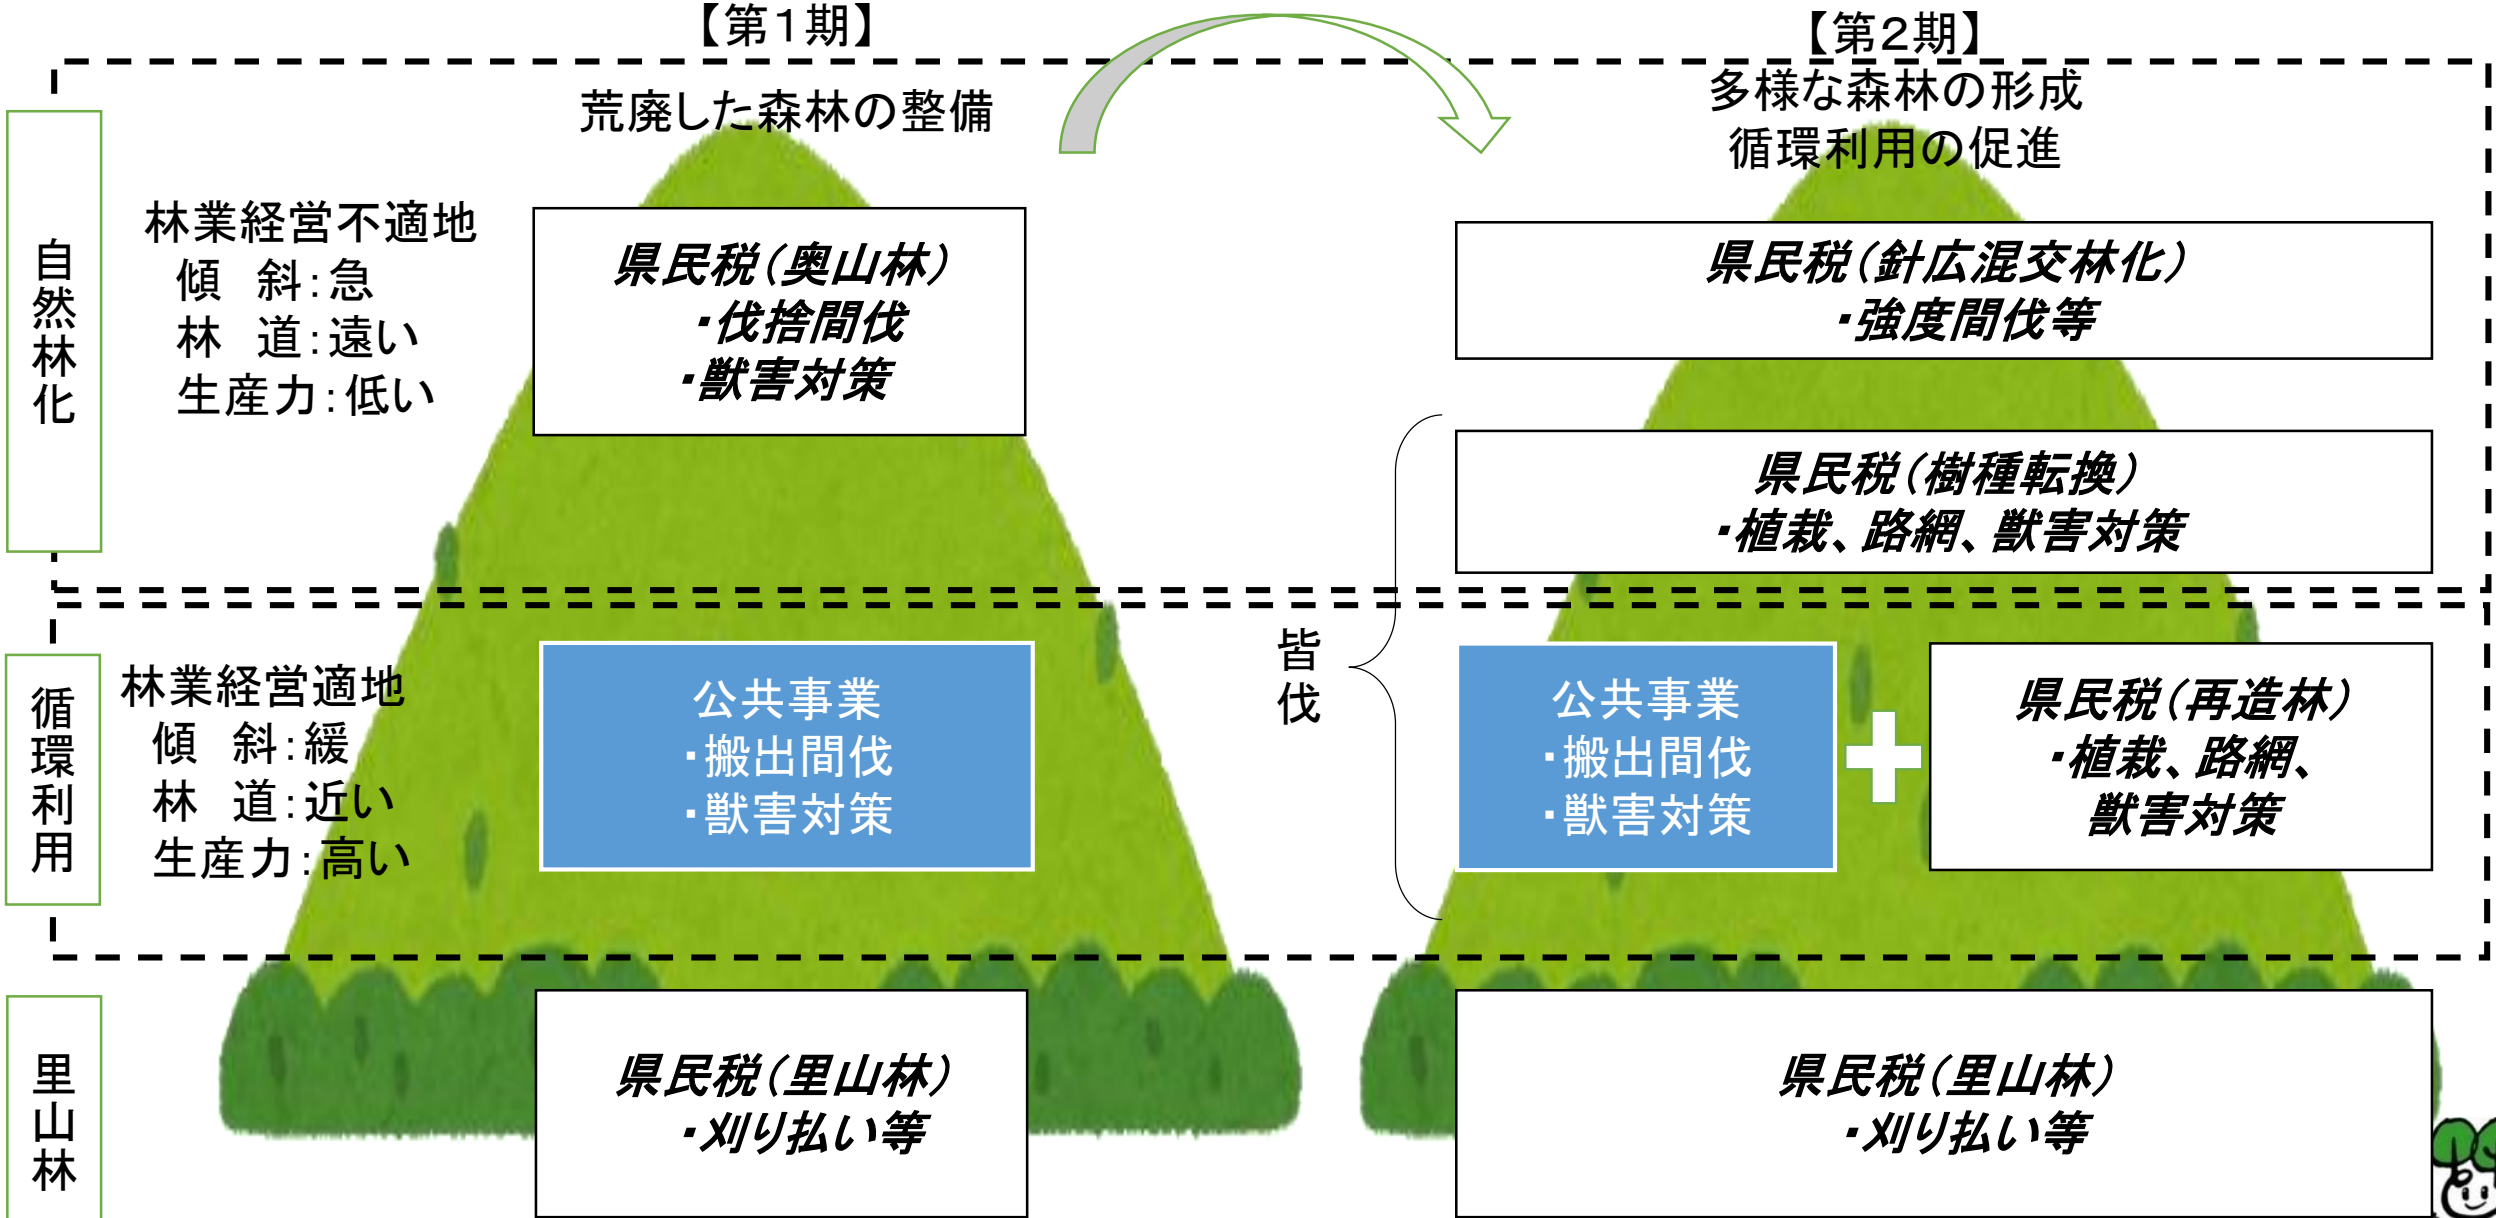 【第1期】
荒廃した森林の整備
【第2期】
多様な森林の形成
循環利用の促進
自然林化
林業経営不適地
傾　斜：急
林　道：遠い
生産力：低い
県民税（奥山林）
・伐捨間伐
・獣害対策
県民税（針広混交林化）
・強度間伐等
県民税（樹種転換）
・植栽、路網、獣害対策
循環利用
林業経営適地
傾　斜：緩
林　道：近い
生産力：高い
公共事業
・搬出間伐
・獣害対策
皆伐
公共事業
・搬出間伐
・獣害対策
県民税（再造林）
・植栽、路網、
獣害対策
里山林
県民税（里山林）
・刈り払い等
県民税（里山林）
・刈り払い等